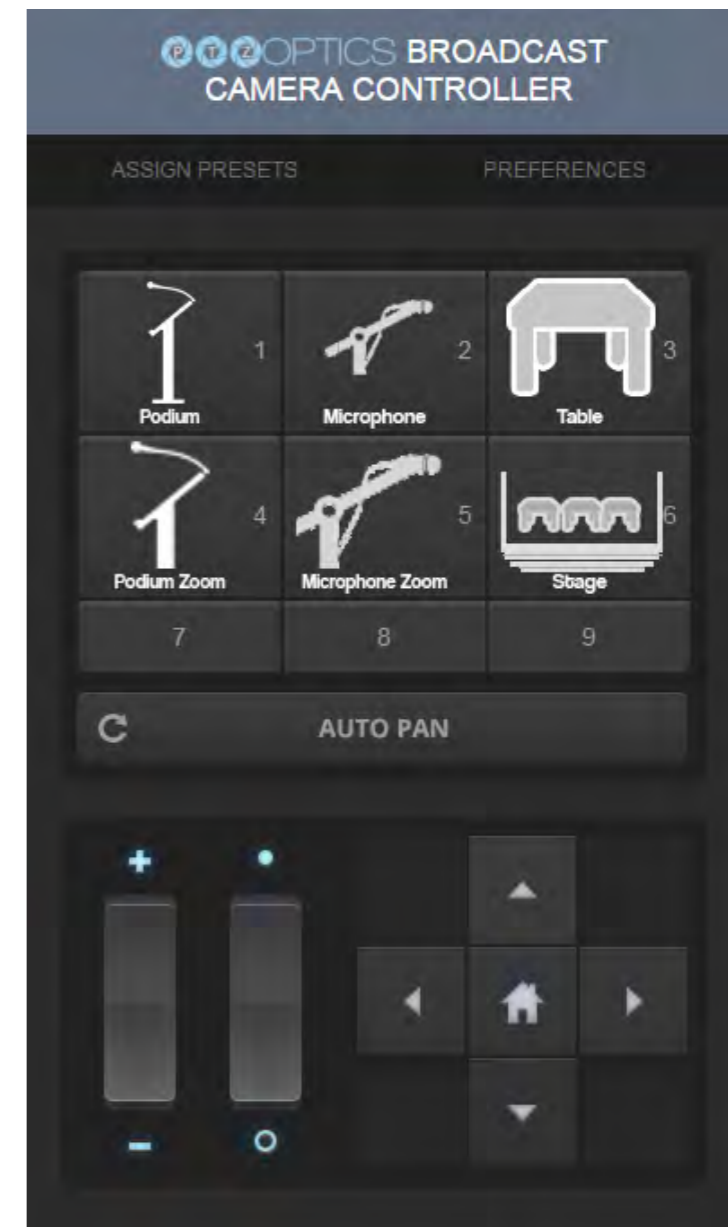 PTZOPTICS BROADCAST
CAMERA CONTROLLER
ASSIGN PRESETS PREFERENCES
1 2 3
Podium Microphone Table
4 5 6
Podium Zoom Microphone Zoom Stage
7 8 9
AUTO PAN